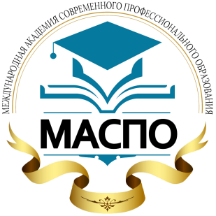 МЕЖДУНАРОДНАЯ АКАДЕМИЯ СОВРЕМЕННОГО ПРОФЕССИОНАЛЬНОГО ОБРАЗОВАНИЯ
МАСПО